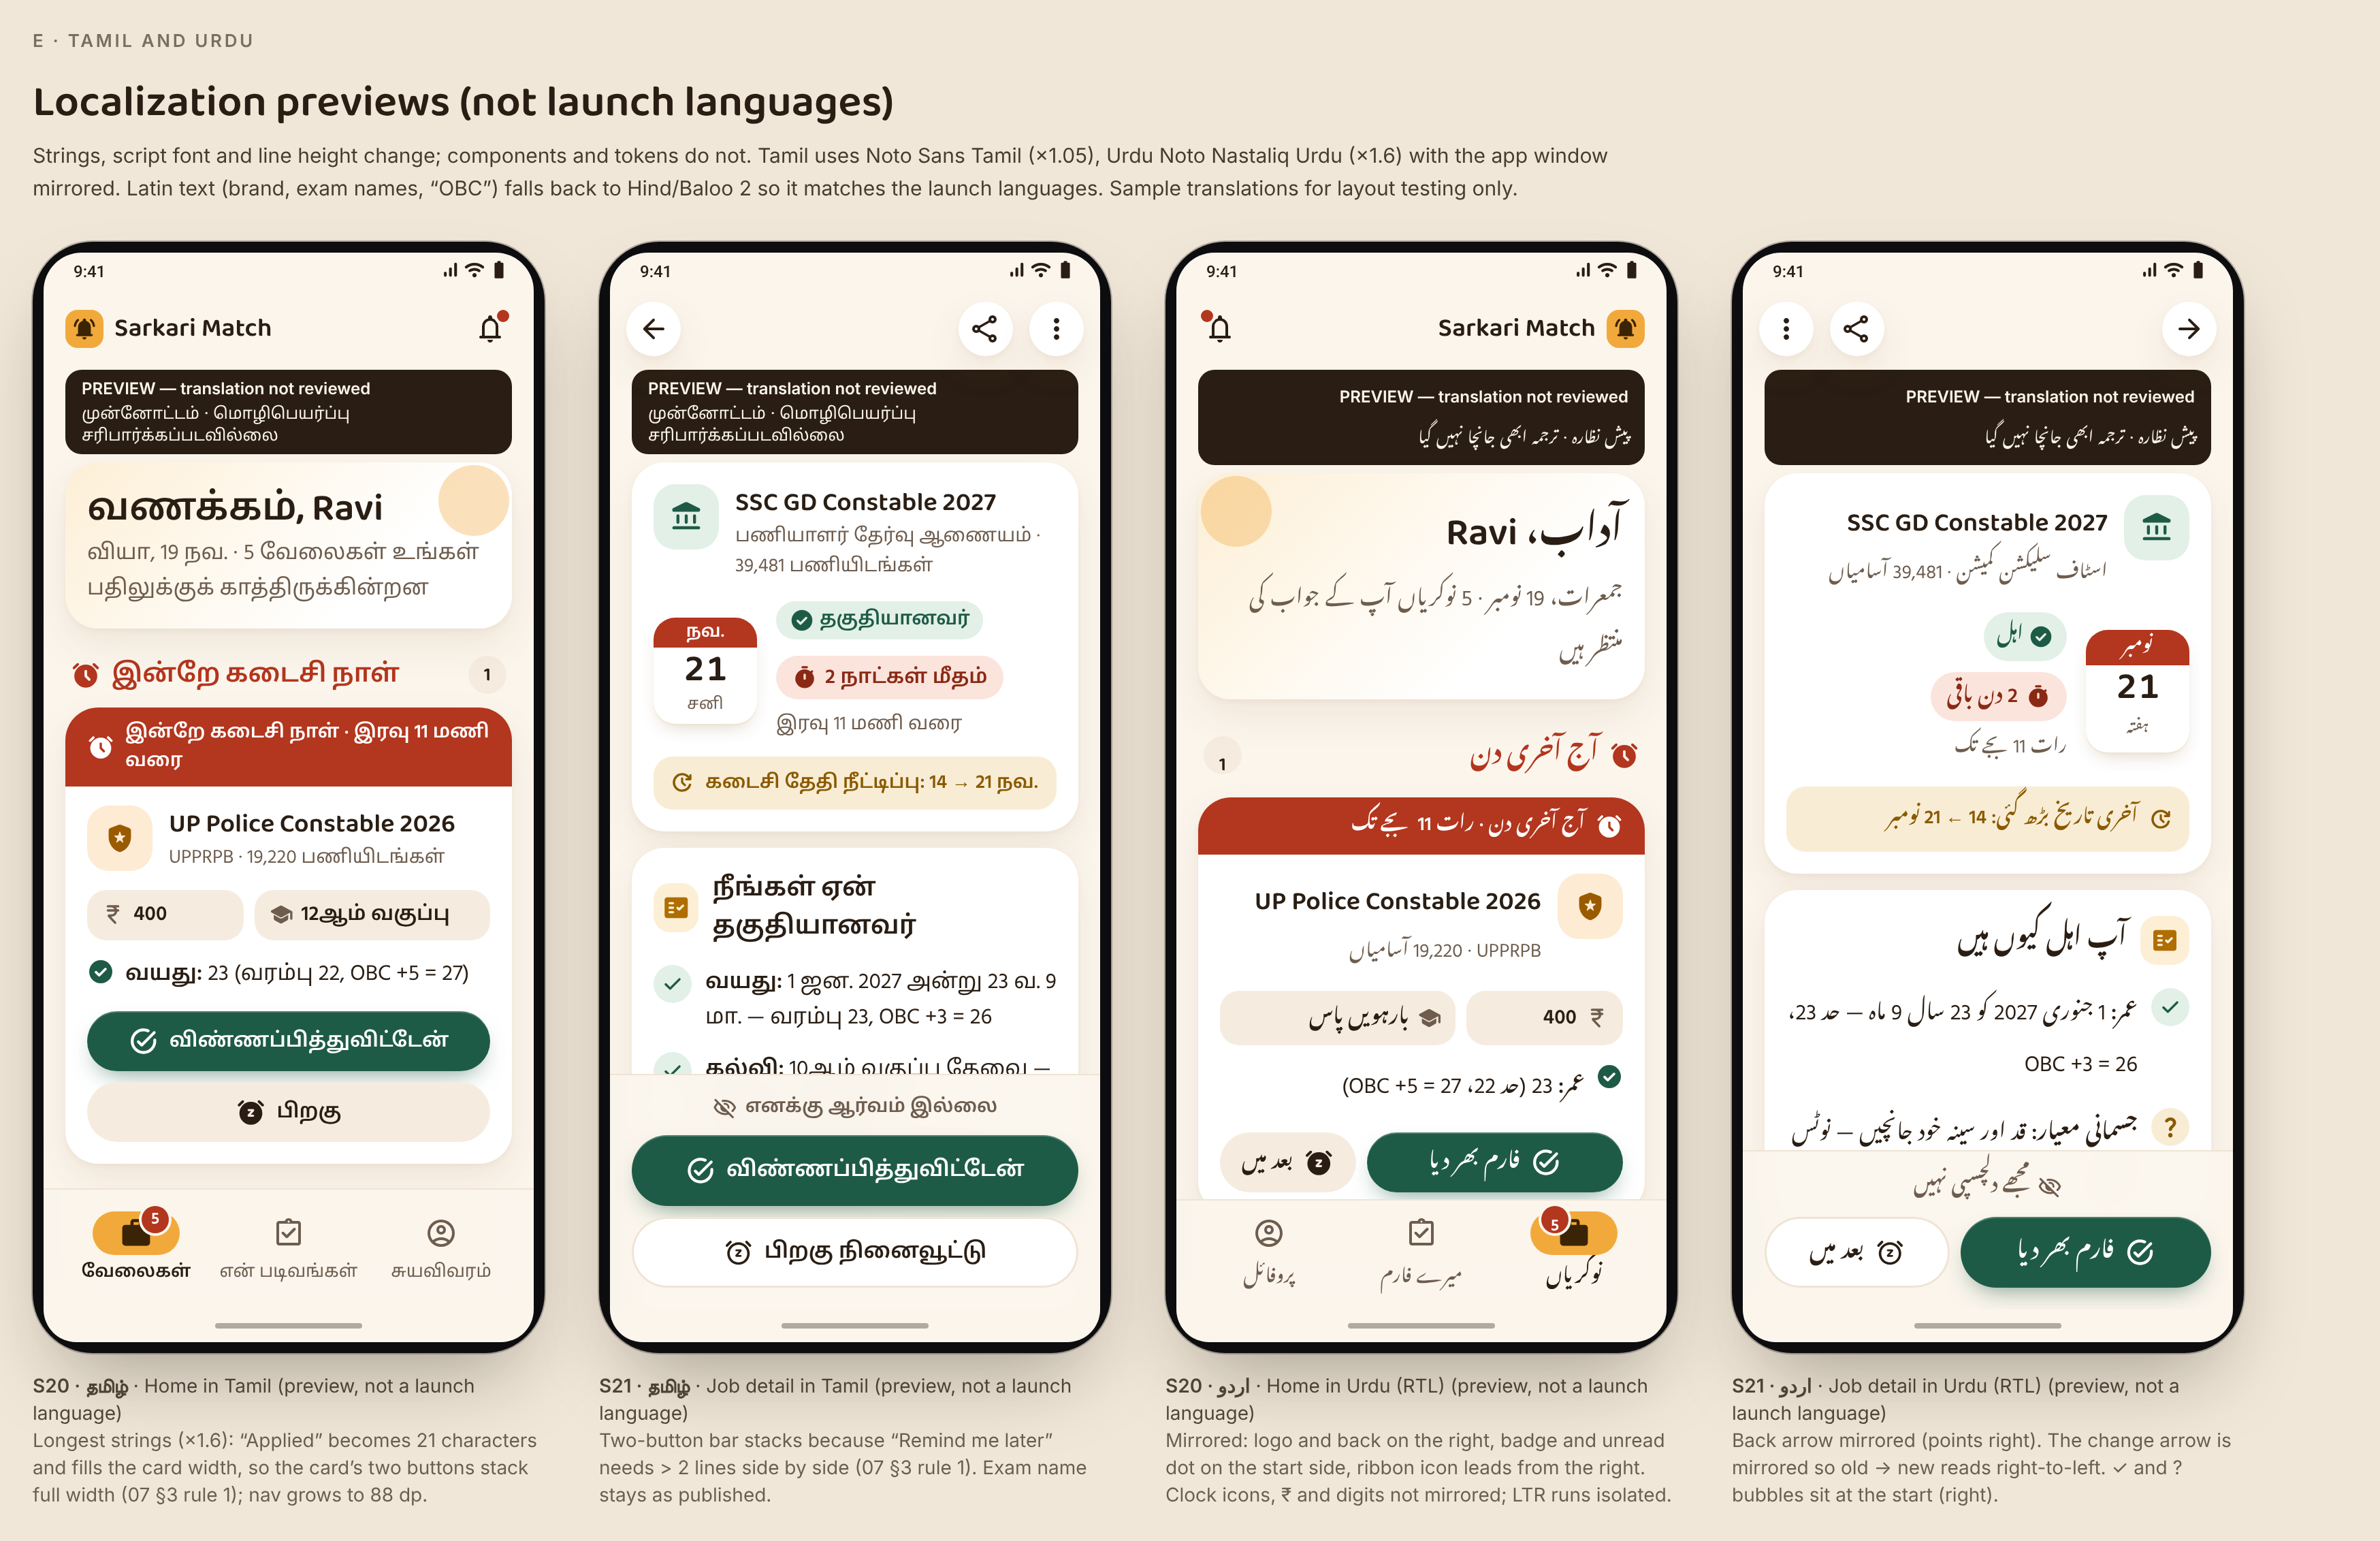 E · TAMIL AND URDU
Localization previews (not launch languages)
Strings, script font and line height change; components and tokens do not. Tamil uses Noto Sans Tamil (×1.05), Urdu Noto Nastaliq Urdu (×1.6) with the app window
mirrored. Latin text (brand, exam names, “OBC”) falls back to Hind/Baloo 2 so it matches the launch languages. Sample translations for layout testing only.
9:41
Sarkari Match
PREVIEW — translation not reviewed
முன்னோட்டம் · மொழிபெயர்ப்பு
சரிபார்க்கப்படவில்லை
வணக்கம், Ravi
வியா, 19 நவ. · 5 வேலைகள் உங்கள்
பதிலுக்குக் காத்திருக்கின்றன
இன்றே கடைசி நாள்
1
இன்றே கடைசி நாள் · இரவு 11 மணி
வரை
UP Police Constable 2026
UPPRPB · 19,220 பணியிடங்கள்
₹ 400
12ஆம் வகுப்பு
வயது: 23 (வரம்பு 22, OBC +5 = 27)
விண்ணப்பித்துவிட்டேன்
பிறகு
5
வேலைகள்
என் படிவங்கள்
சுயவிவரம்
S20 · தமிழ் · Home in Tamil (preview, not a launch
language)
Longest strings (×1.6): “Applied” becomes 21 characters
and fills the card width, so the card’s two buttons stack
full width (07 §3 rule 1); nav grows to 88 dp.
9:41
PREVIEW — translation not reviewed
முன்னோட்டம் · மொழிபெயர்ப்பு
சரிபார்க்கப்படவில்லை
SSC GD Constable 2027
பணியாளர் தேர்வு ஆணையம் ·
39,481 பணியிடங்கள்
நவ.
21
சனி
தகுதியானவர்
2 நாட்கள் மீதம்
இரவு 11 மணி வரை
கடைசி தேதி நீட்டிப்பு: 14 → 21 நவ.
நீங்கள் ஏன்
தகுதியானவர்
வயது: 1 ஜன. 2027 அன்று 23 வ. 9
மா. — வரம்பு 23, OBC +3 = 26
கல்வி: 10ஆம் வகுப்பு தேவை —
எனக்கு ஆர்வம் இல்லை
விண்ணப்பித்துவிட்டேன்
பிறகு நினைவூட்டு
S21 · தமிழ் · Job detail in Tamil (preview, not a launch
language)
Two-button bar stacks because “Remind me later”
needs > 2 lines side by side (07 §3 rule 1). Exam name
stays as published.
9:41
Sarkari Match
PREVIEW — translation not reviewed
پیش نظارہ · ترجمہ ابھی جانچا نہیں گیا
آداب، Ravi
جمعرات، 19 نومبر · 5 نوکریاں آپ کے جواب کی
منتظر ہیں
آج آخری دن
1
آج آخری دن · رات 11 بجے تک
UP Police Constable 2026
UPPRPB · 19,220 آسامیاں
₹ 400
بارہویں پاس
عمر: 23 (حد 22، OBC +5 = 27)
فارم بھر دیا
بعد میں
5
نوکریاں
میرے فارم
پروفائل
S20 · اردو · Home in Urdu (RTL) (preview, not a launch
language)
Mirrored: logo and back on the right, badge and unread
dot on the start side, ribbon icon leads from the right.
Clock icons, ₹ and digits not mirrored; LTR runs isolated.
9:41
PREVIEW — translation not reviewed
پیش نظارہ · ترجمہ ابھی جانچا نہیں گیا
SSC GD Constable 2027
اسٹاف سلیکشن کمیشن · 39,481 آسامیاں
نومبر
21
ہفتہ
اہل
2 دن باقی
رات 11 بجے تک
آخری تاریخ بڑھ گئی: 14 ← 21 نومبر
آپ اہل کیوں ہیں
عمر: 1 جنوری 2027 کو 23 سال 9 ماہ — حد 23،
OBC +3 = 26
جسمانی معیار: قد اور سینہ خود جانچیں — نوٹس
مجھے دلچسپی نہیں
فارم بھر دیا
بعد میں
S21 · اردو · Job detail in Urdu (RTL) (preview, not a
launch language)
Back arrow mirrored (points right). The change arrow is
mirrored so old → new reads right-to-left. ✓ and ?
bubbles sit at the start (right).